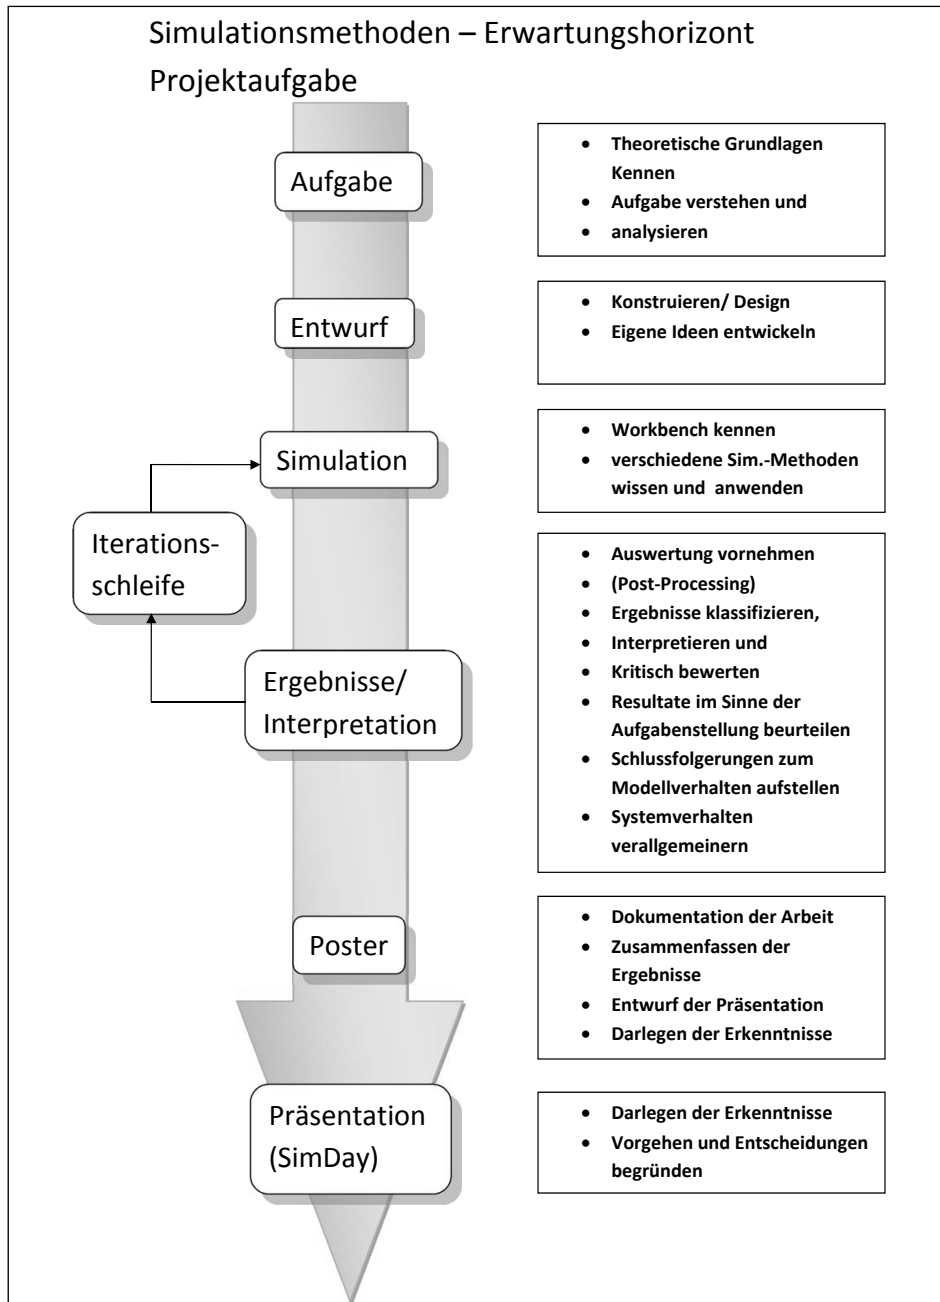 Simulationsmethoden – Erwartungshorizont
Projektaufgabe
Aufgabe
• Theoretische Grundlagen
Kennen
• Aufgabe verstehen und
• analysieren
Entwurf
• Konstruieren/ Design
• Eigene Ideen entwickeln
Simulation
• Workbench kennen
• verschiedene Sim.-Methoden
wissen und anwenden
Iterations-
schleife
Ergebnisse/
Interpretation
• Auswertung vornehmen
• (Post-Processing)
• Ergebnisse klassifizieren,
• Interpretieren und
• Kritisch bewerten
• Resultate im Sinne der
Aufgabenstellung beurteilen
• Schlussfolgerungen zum
Modellverhalten aufstellen
• Systemverhalten
verallgemeinern
Poster
• Dokumentation der Arbeit
• Zusammenfassen der
Ergebnisse
• Entwurf der Präsentation
• Darlegen der Erkenntnisse
Präsentation
(SimDay)
• Darlegen der Erkenntnisse
• Vorgehen und Entscheidungen
begründen